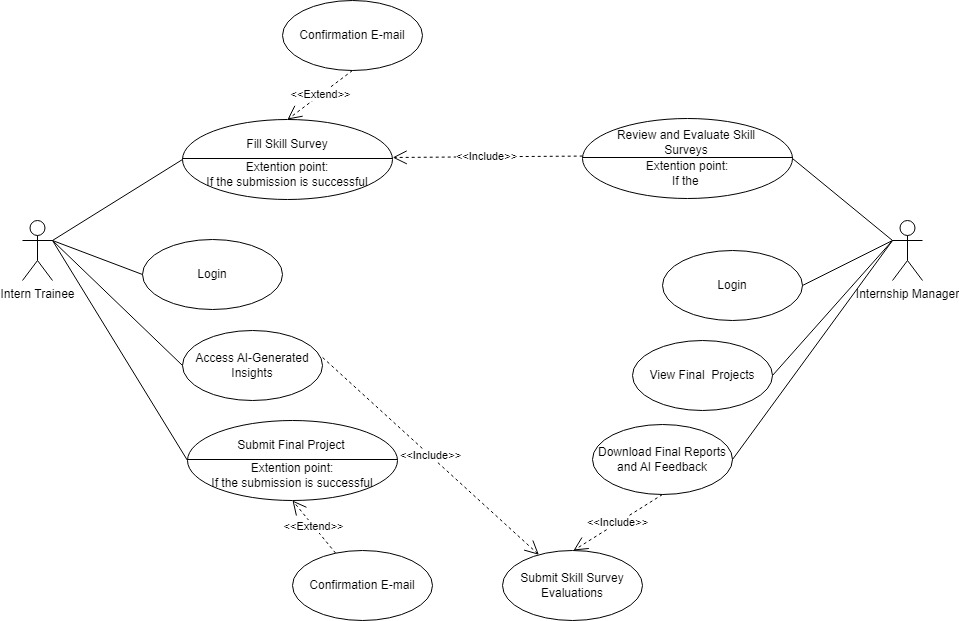 Confirmation E-mail
<<Extend>>
Fill Skill Survey
Extention point:
If the submission is successful
<<Include>>
Review and Evaluate Skill
Surveys
Extention point:
If the
Intern Trainee
Login
Login
Internship Manager
Access AI-Generated
Insights
View Final Projects
Submit Final Project
Extention point:
If the submission is successful
<<Include>>
Download Final Reports
and AI Feedback
<<Extend>>
<<Include>>
Confirmation E-mail
Submit Skill Survey
Evaluations